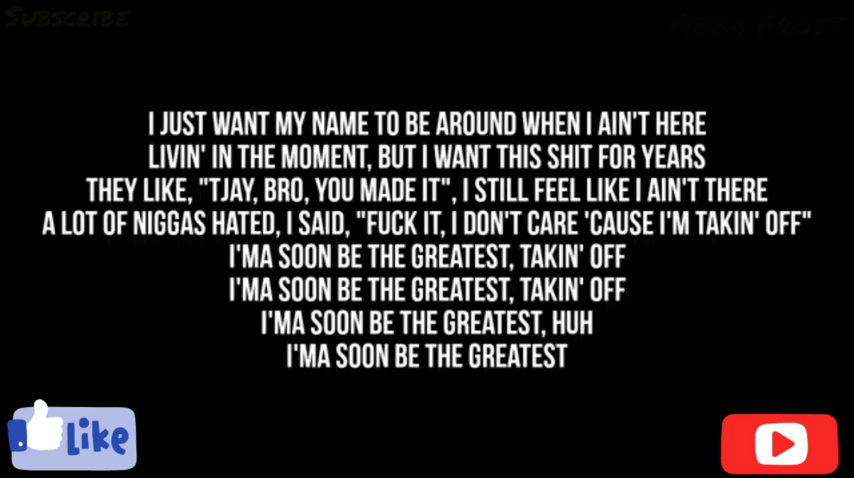 Subscribe
Aeba Frost
I JUST WANT MY NAME TO BE AROUND WHEN I AIN'T HERE
LIVIN' IN THE MOMENT, BUT I WANT THIS SHIT FOR YEARS
THEY LIKE, "TJAY, BRO, YOU MADE IT", I STILL FEEL LIKE I AIN'T THERE
A LOT OF NIGGAS HATED, I SAID, "FUCK IT, I DON'T CARE 'CAUSE I'M TAKIN' OFF"
I'MA SOON BE THE GREATEST, TAKIN' OFF
I'MA SOON BE THE GREATEST, TAKIN' OFF
I'MA SOON BE THE GREATEST, HUH
I'MA SOON BE THE GREATEST
Like